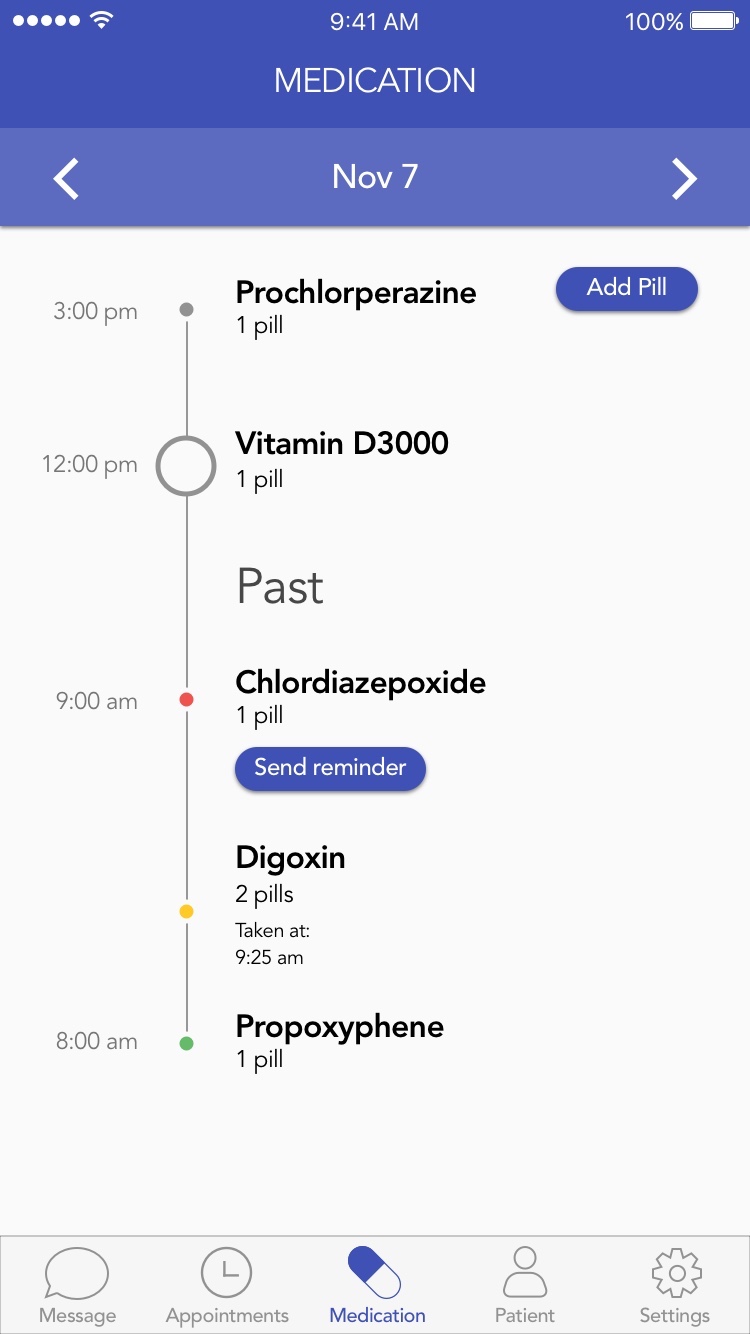 9:41 AM
100%
MEDICATION
Nov 7
Prochlorperazine
Add Pill
3:00 pm
1 pill
Vitamin D3000
12:00 pm
1 pill
Past
Chlordiazepoxide
9:00 am
1 pill
Send reminder
Digoxin
2 pills
Taken at:
9:25 am
Propoxyphene
8:00 am
1 pill
Message
Appointments
Medication
Patient
Settings